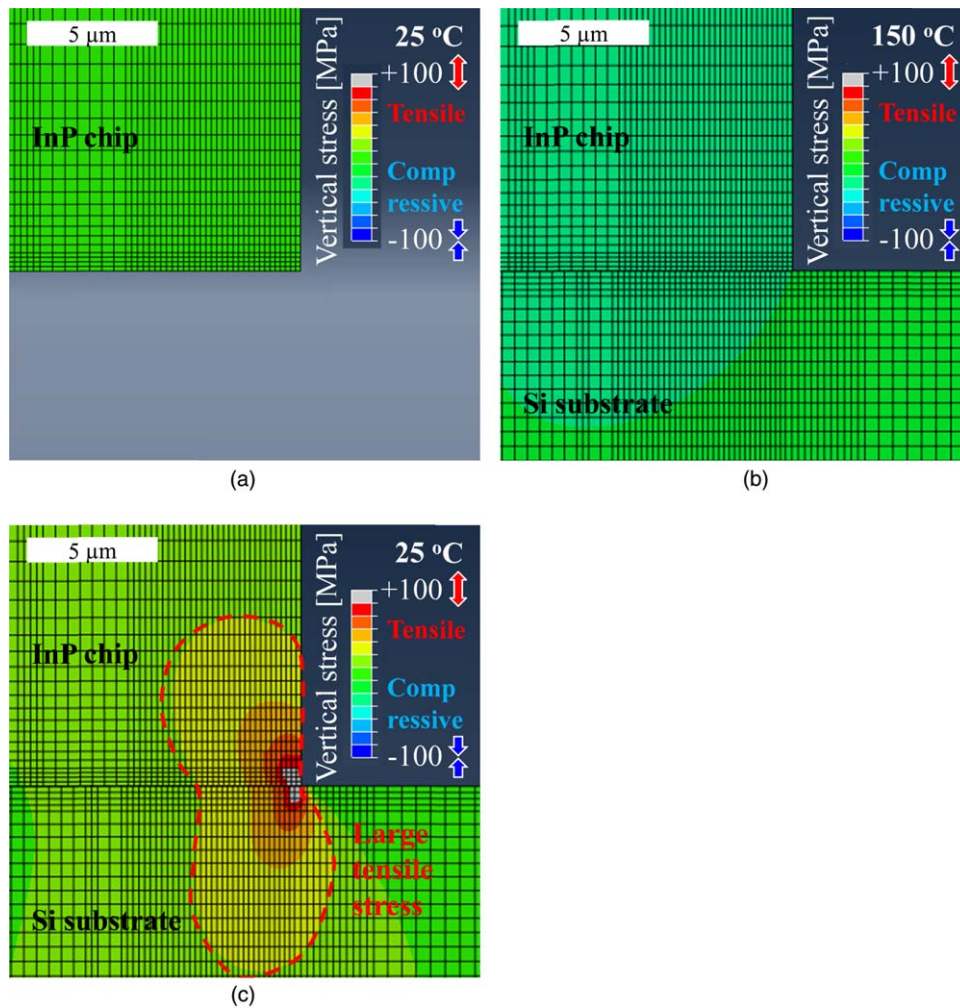 5 µm
25 °C
Vertical stress [MPa]
+100
Tensile
Comp
ressive
-100
InP chip
(a)
5 µm
150 °C
Vertical stress [MPa]
+100
Tensile
Comp
ressive
-100
InP chip
Si substrate
(b)
5 µm
25 °C
Vertical stress [MPa]
+100
Tensile
Comp
ressive
-100
InP chip
Large
tensile
stress
Si substrate
(c)